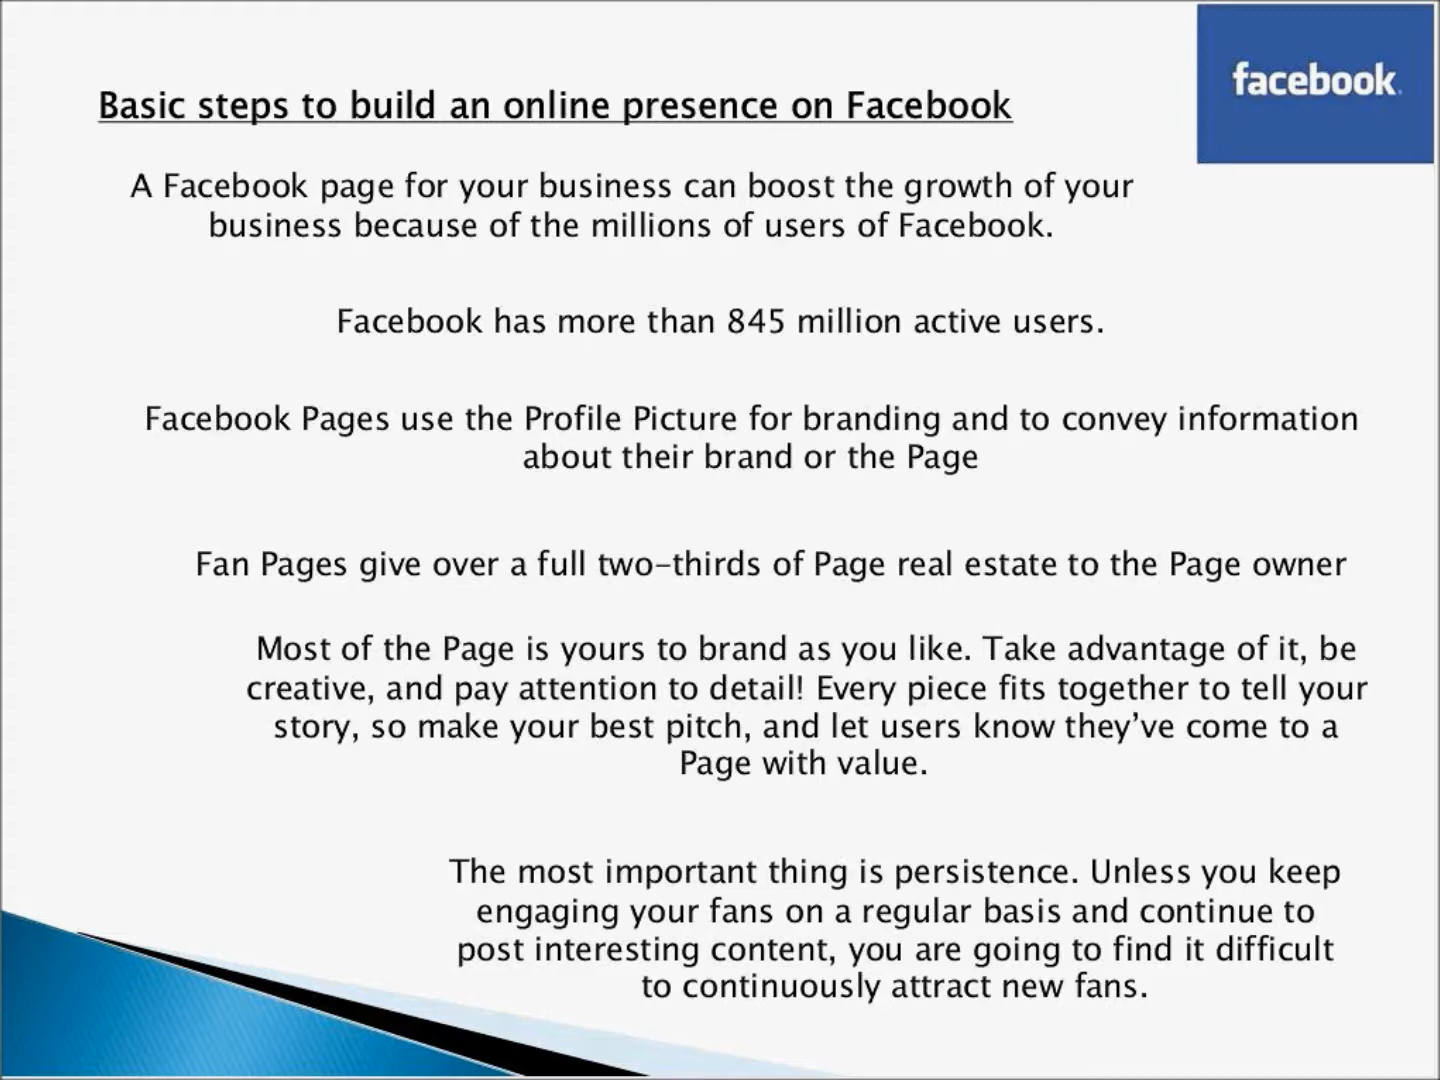 facebook
Basic steps to build an online presence on Facebook
A Facebook page for your business can boost the growth of your
business because of the millions of users of Facebook.
Facebook has more than 845 million active users.
Facebook Pages use the Profile Picture for branding and to convey information
about their brand or the Page
Fan Pages give over a full two-thirds of Page real estate to the Page owner
Most of the Page is yours to brand as you like. Take advantage of it, be
creative, and pay attention to detail! Every piece fits together to tell your
story, so make your best pitch, and let users know they’ve come to a
Page with value.
The most important thing is persistence. Unless you keep
engaging your fans on a regular basis and continue to
post interesting content, you are going to find it difficult
to continuously attract new fans.